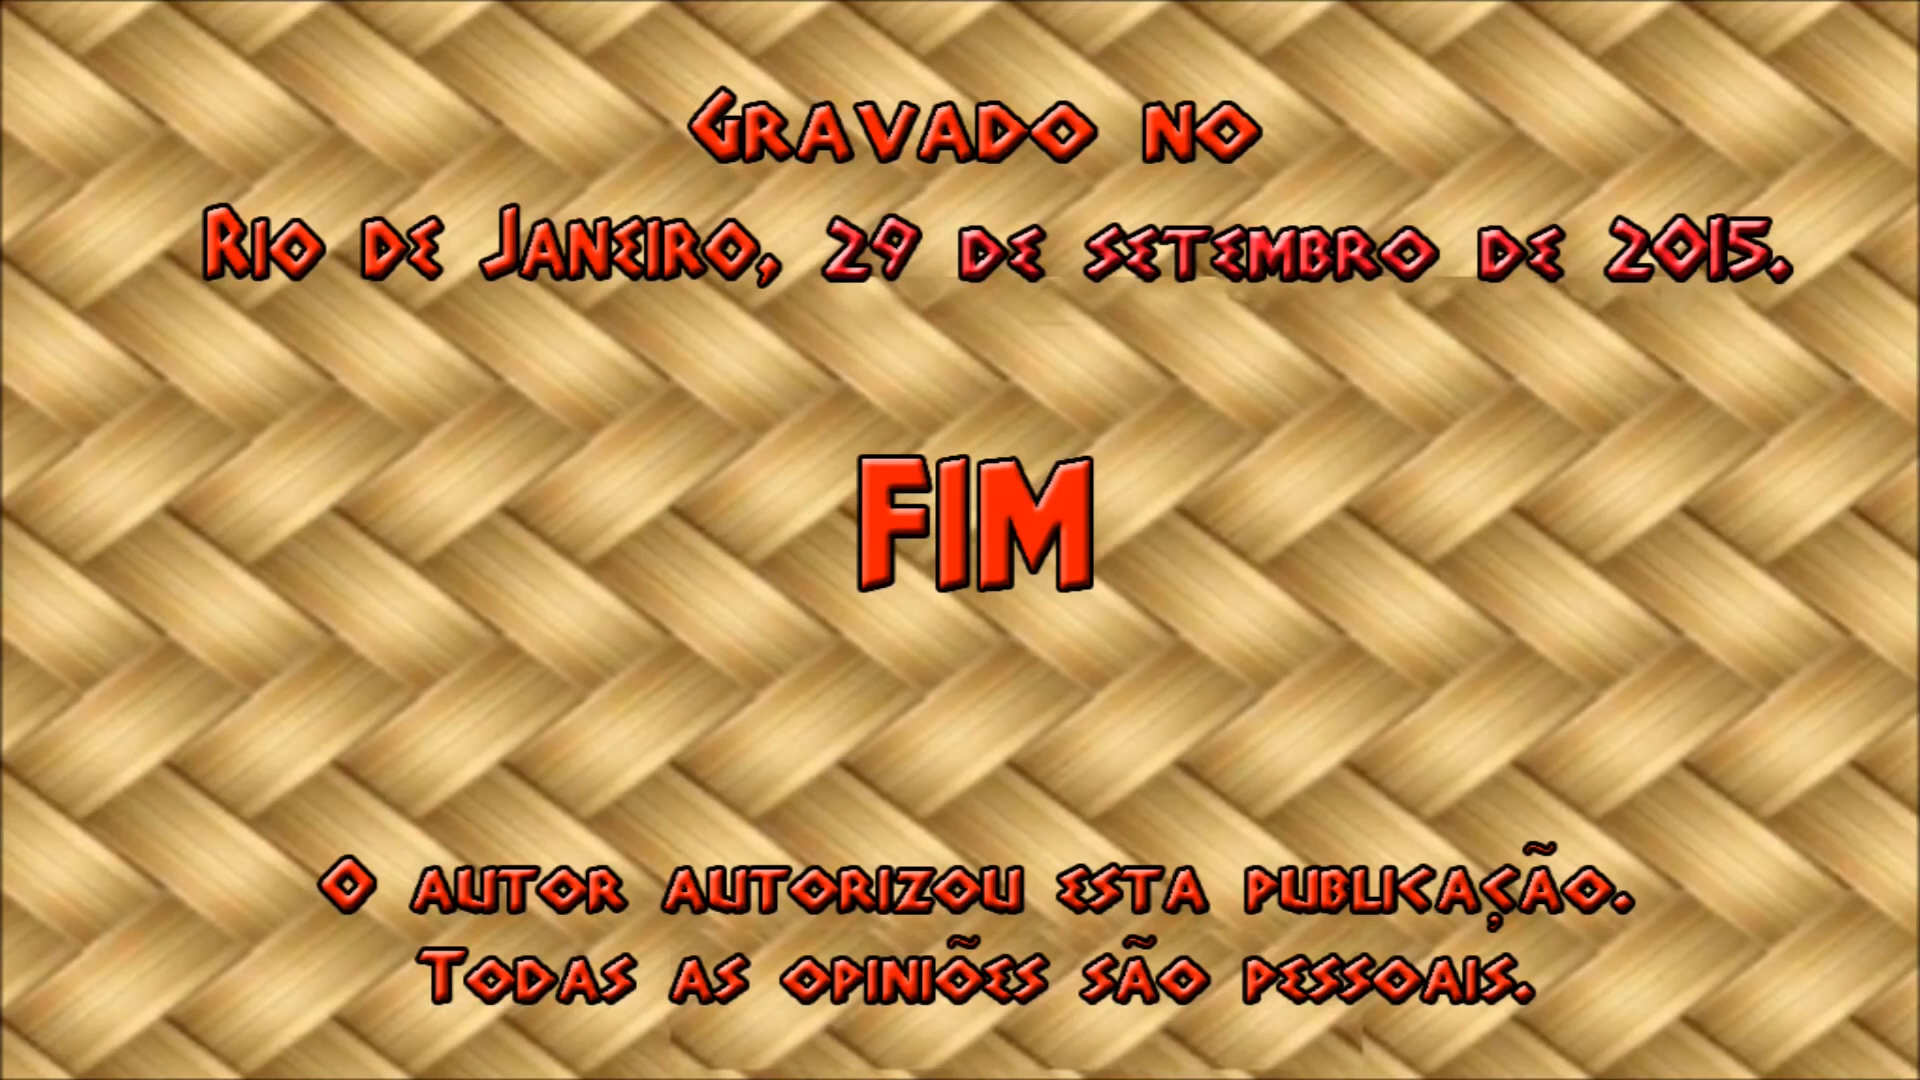 Gravado no
Rio de Janeiro, 29 de setembro de 2015.
FIM
O autor autorizou esta publicação.
Todas as opiniões são pessoais.